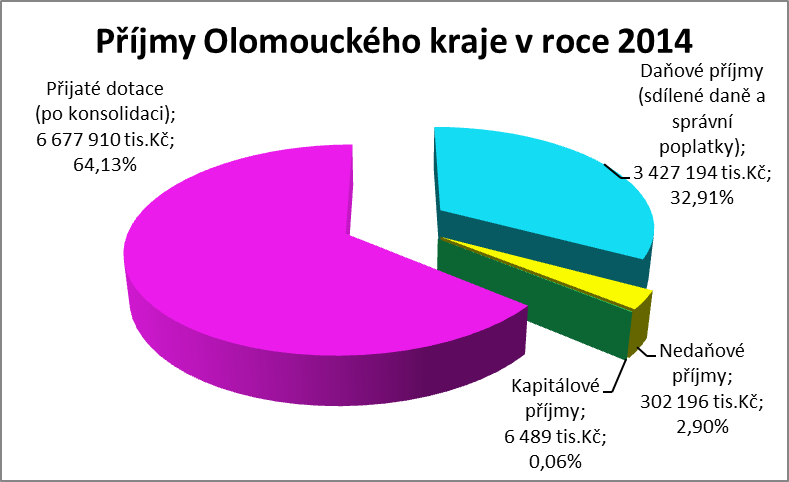 Příjmy Olomouckého kraje v roce 2014
Přijaté dotace
(po konsolidaci);
6 677 910 tis.Kč;
64,13%
Daňové příjmy
(sdílené daně a
správní
poplatky);
3 427 194 tis.Kč;
32,91%
Nedaňové
příjmy;
302 196 tis.Kč;
2,90%
Kapitálové
příjmy;
6 489 tis.Kč;
0,06%